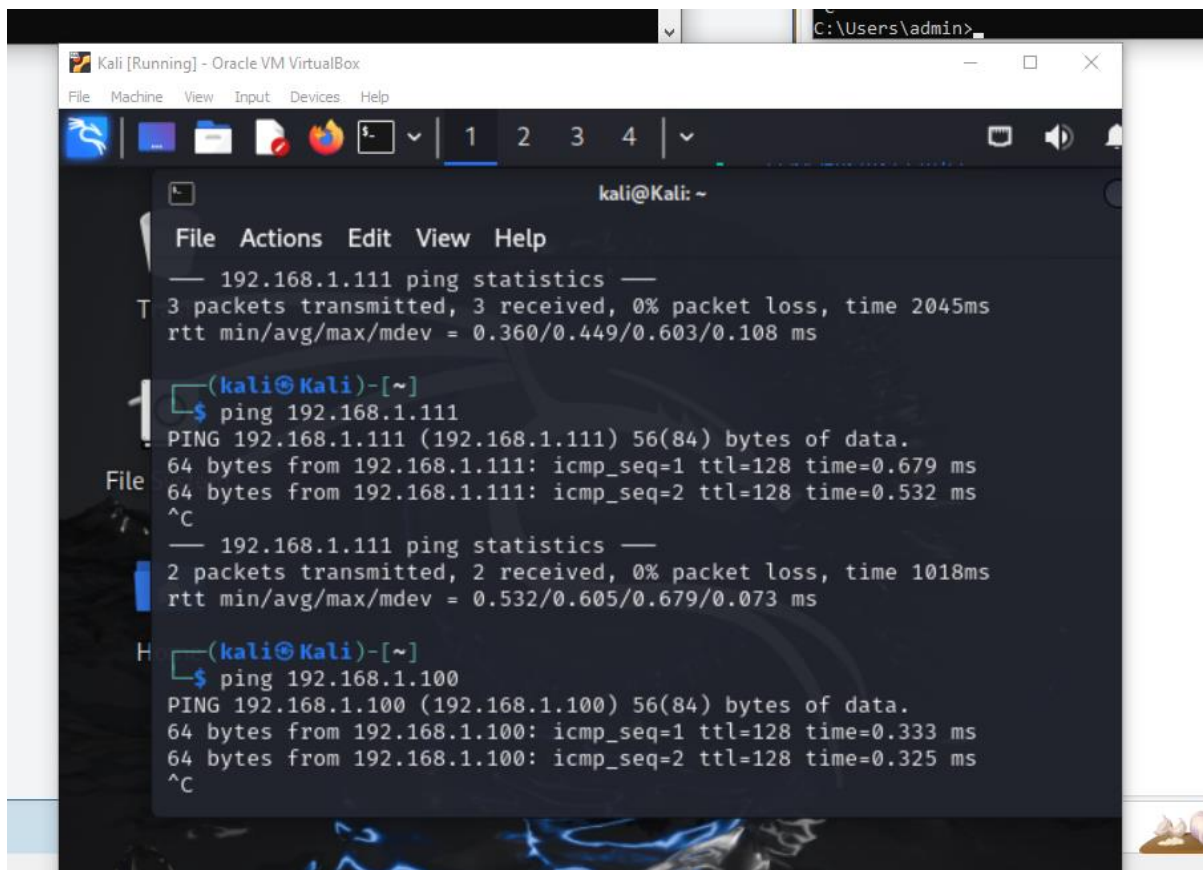 C:\Users\admin>
Kali [Running] - Oracle VM VirtualBox
File Machine View Input Devices Help
1 2 3 4
kali@Kali: ~
File Actions Edit View Help
— 192.168.1.111 ping statistics —
3 packets transmitted, 3 received, 0% packet loss, time 2045ms
rtt min/avg/max/mdev = 0.360/0.449/0.603/0.108 ms
(kali㉿Kali)-[~]
$ ping 192.168.1.111
PING 192.168.1.111 (192.168.1.111) 56(84) bytes of data.
64 bytes from 192.168.1.111: icmp_seq=1 ttl=128 time=0.679 ms
File
64 bytes from 192.168.1.111: icmp_seq=2 ttl=128 time=0.532 ms
^C
— 192.168.1.111 ping statistics —
2 packets transmitted, 2 received, 0% packet loss, time 1018ms
rtt min/avg/max/mdev = 0.532/0.605/0.679/0.073 ms
(kali㉿Kali)-[~]
$ ping 192.168.1.100
PING 192.168.1.100 (192.168.1.100) 56(84) bytes of data.
64 bytes from 192.168.1.100: icmp_seq=1 ttl=128 time=0.333 ms
64 bytes from 192.168.1.100: icmp_seq=2 ttl=128 time=0.325 ms
^C